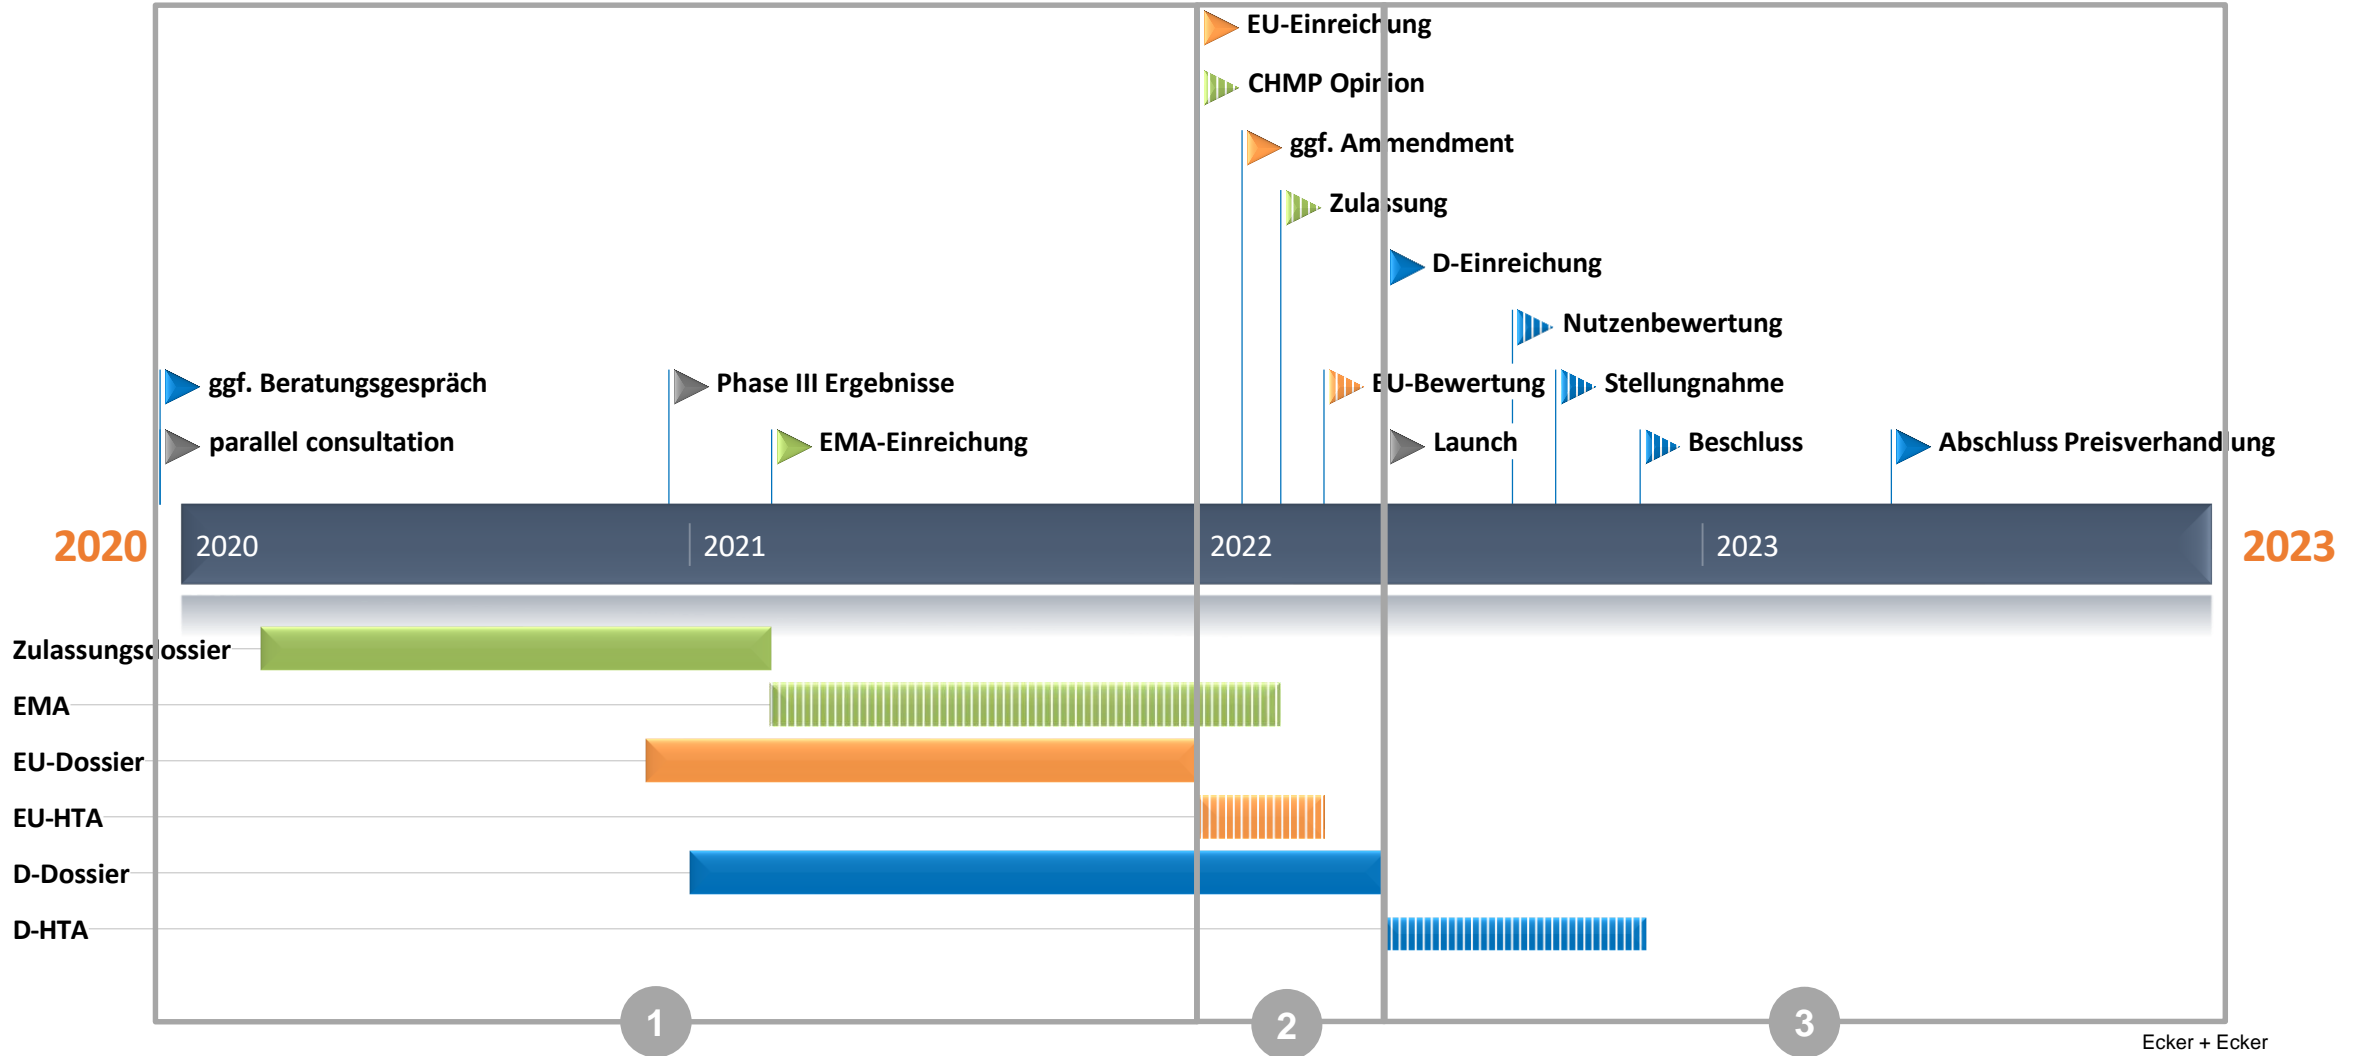 EU-Einreichung
CHMP Opinion
ggf. Ammendment
Zulassung
D-Einreichung
Nutzenbewertung
ggf. Beratungsgespräch
Phase III Ergebnisse
EU-Bewertung
Stellungnahme
parallel consultation
EMA-Einreichung
Launch
Beschluss
Abschluss Preisverhandlung
2020
2020
2021
2022
2023
2023
Zulassungsdossier
EMA
EU-Dossier
EU-HTA
D-Dossier
D-HTA
1
2
3
Ecker + Ecker